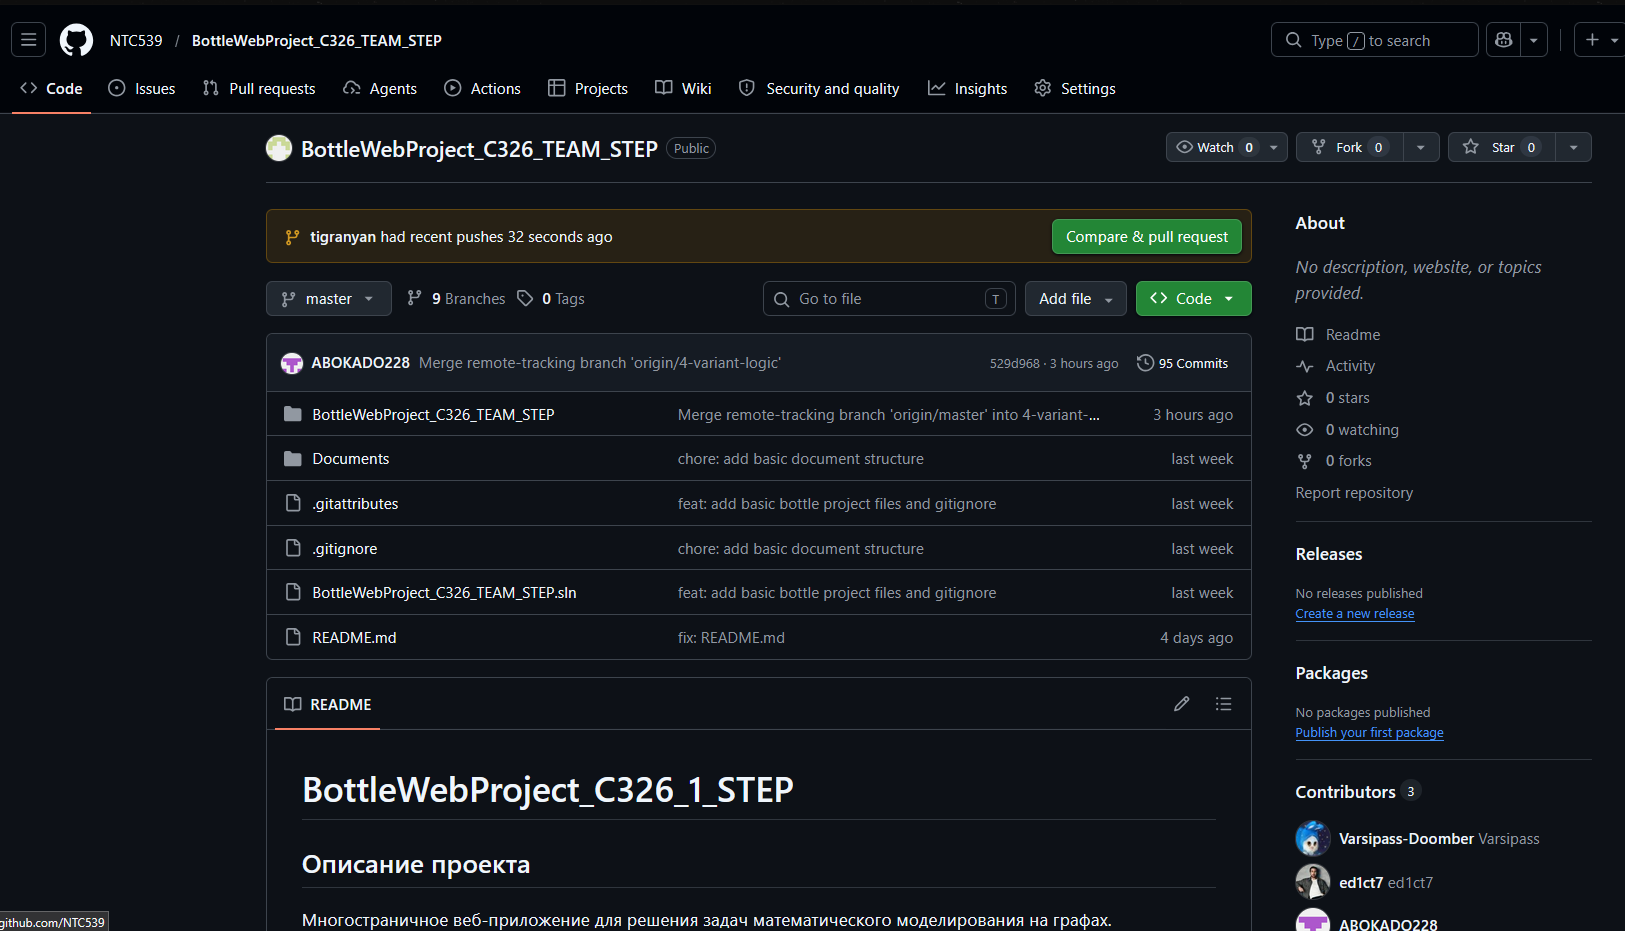 NTC539 / BottleWebProject_C326_TEAM_STEP
Type / to search
Code Issues Pull requests Agents Actions Projects Wiki Security and quality Insights Settings
BottleWebProject_C326_TEAM_STEP Public
Watch 0 Fork 0 Star 0
tigranyan had recent pushes 32 seconds ago
Compare & pull request
master 9 Branches 0 Tags
Go to file T Add file Code
ABOKADO228 Merge remote-tracking branch 'origin/4-variant-logic' 529d968 · 3 hours ago 95 Commits
BottleWebProject_C326_TEAM_STEP Merge remote-tracking branch 'origin/master' into 4-variant-... 3 hours ago
Documents chore: add basic document structure last week
.gitattributes feat: add basic bottle project files and gitignore last week
.gitignore chore: add basic document structure last week
BottleWebProject_C326_TEAM_STEP.sln feat: add basic bottle project files and gitignore last week
README.md fix: README.md 4 days ago
README
BottleWebProject_C326_1_STEP
Описание проекта
Многостраничное веб-приложение для решения задач математического моделирования на графах.
About
No description, website, or topics
provided.
Readme
Activity
0 stars
0 watching
0 forks
Report repository
Releases
No releases published
Create a new release
Packages
No packages published
Publish your first package
Contributors 3
Varsipass-Doomber Varsipass
ed1ct7 ed1ct7
ABOKADO228
github.com/NTC539